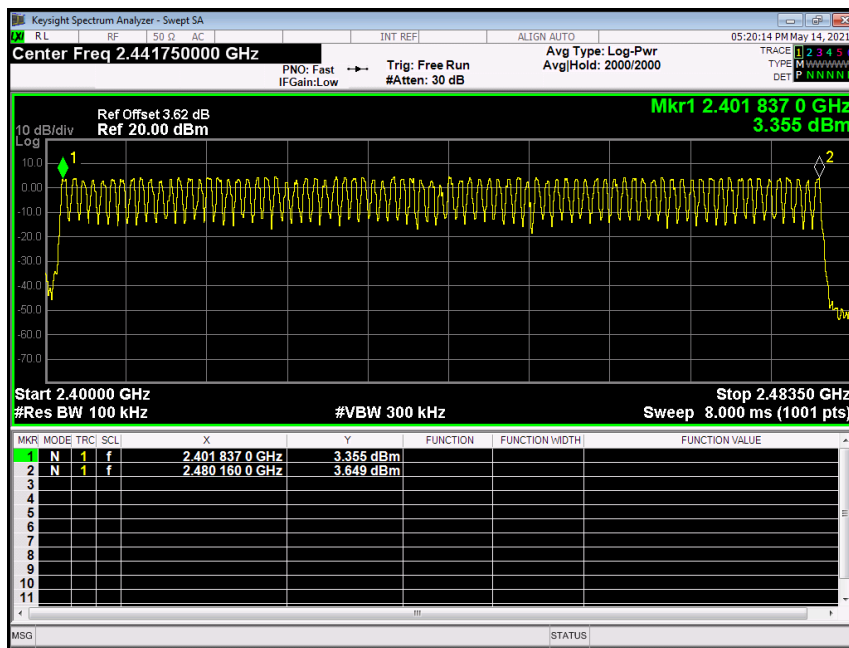 Keysight Spectrum Analyzer - Swept SA
LXI RL RF 50 Ω AC INT REF ALIGN AUTO 05:20:14 PM May 14, 2021
Center Freq 2.441750000 GHz
PNO: Fast
IFGain:Low
Trig: Free Run
#Atten: 30 dB
Avg Type: Log-Pwr
Avg|Hold: 2000/2000
TRACE 1 2 3 4 5
TYPE M W W W W W
DET P N N N N N
Mkr1 2.401 837 0 GHz
3.355 dBm
Ref Offset 3.62 dB
10 dB/div Ref 20.00 dBm
Log
1
2
10.0
0.00
-10.0
-20.0
-30.0
-40.0
-50.0
-60.0
-70.0
Start 2.40000 GHz Stop 2.48350 GHz
#Res BW 100 kHz #VBW 300 kHz Sweep 8.000 ms (1001 pts)
MKR MODE TRC SCL X Y FUNCTION FUNCTION WIDTH FUNCTION VALUE
1 N 1 f 2.401 837 0 GHz 3.355 dBm
2 N 1 f 2.480 160 0 GHz 3.649 dBm
3
4
5
6
7
8
9
10
11
MSG STATUS